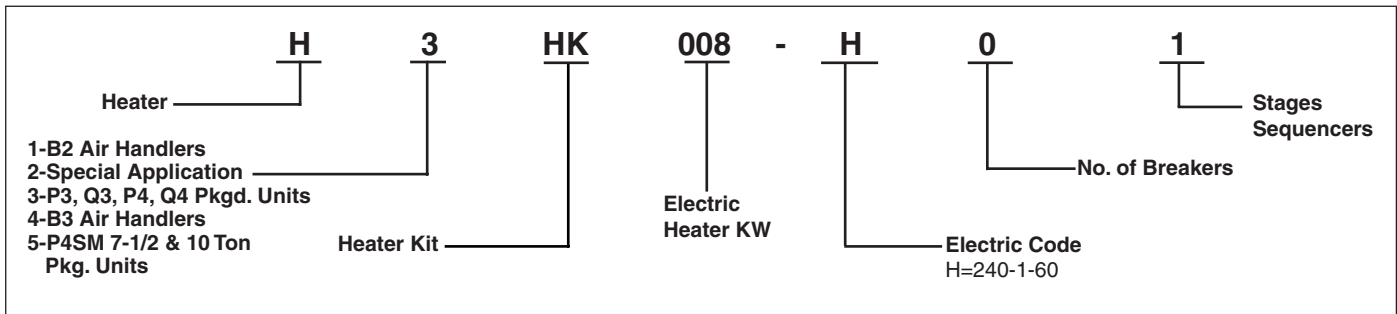 H 3 HK 008 - H 0 1
Heater
Stages
Sequencers
1-B2 Air Handlers
2-Special Application
3-P3, Q3, P4, Q4 Pkgd. Units
4-B3 Air Handlers
5-P4SM 7-1/2 & 10 Ton
Pkg. Units
Heater Kit
Electric
Heater KW
No. of Breakers
Electric Code
H=240-1-60